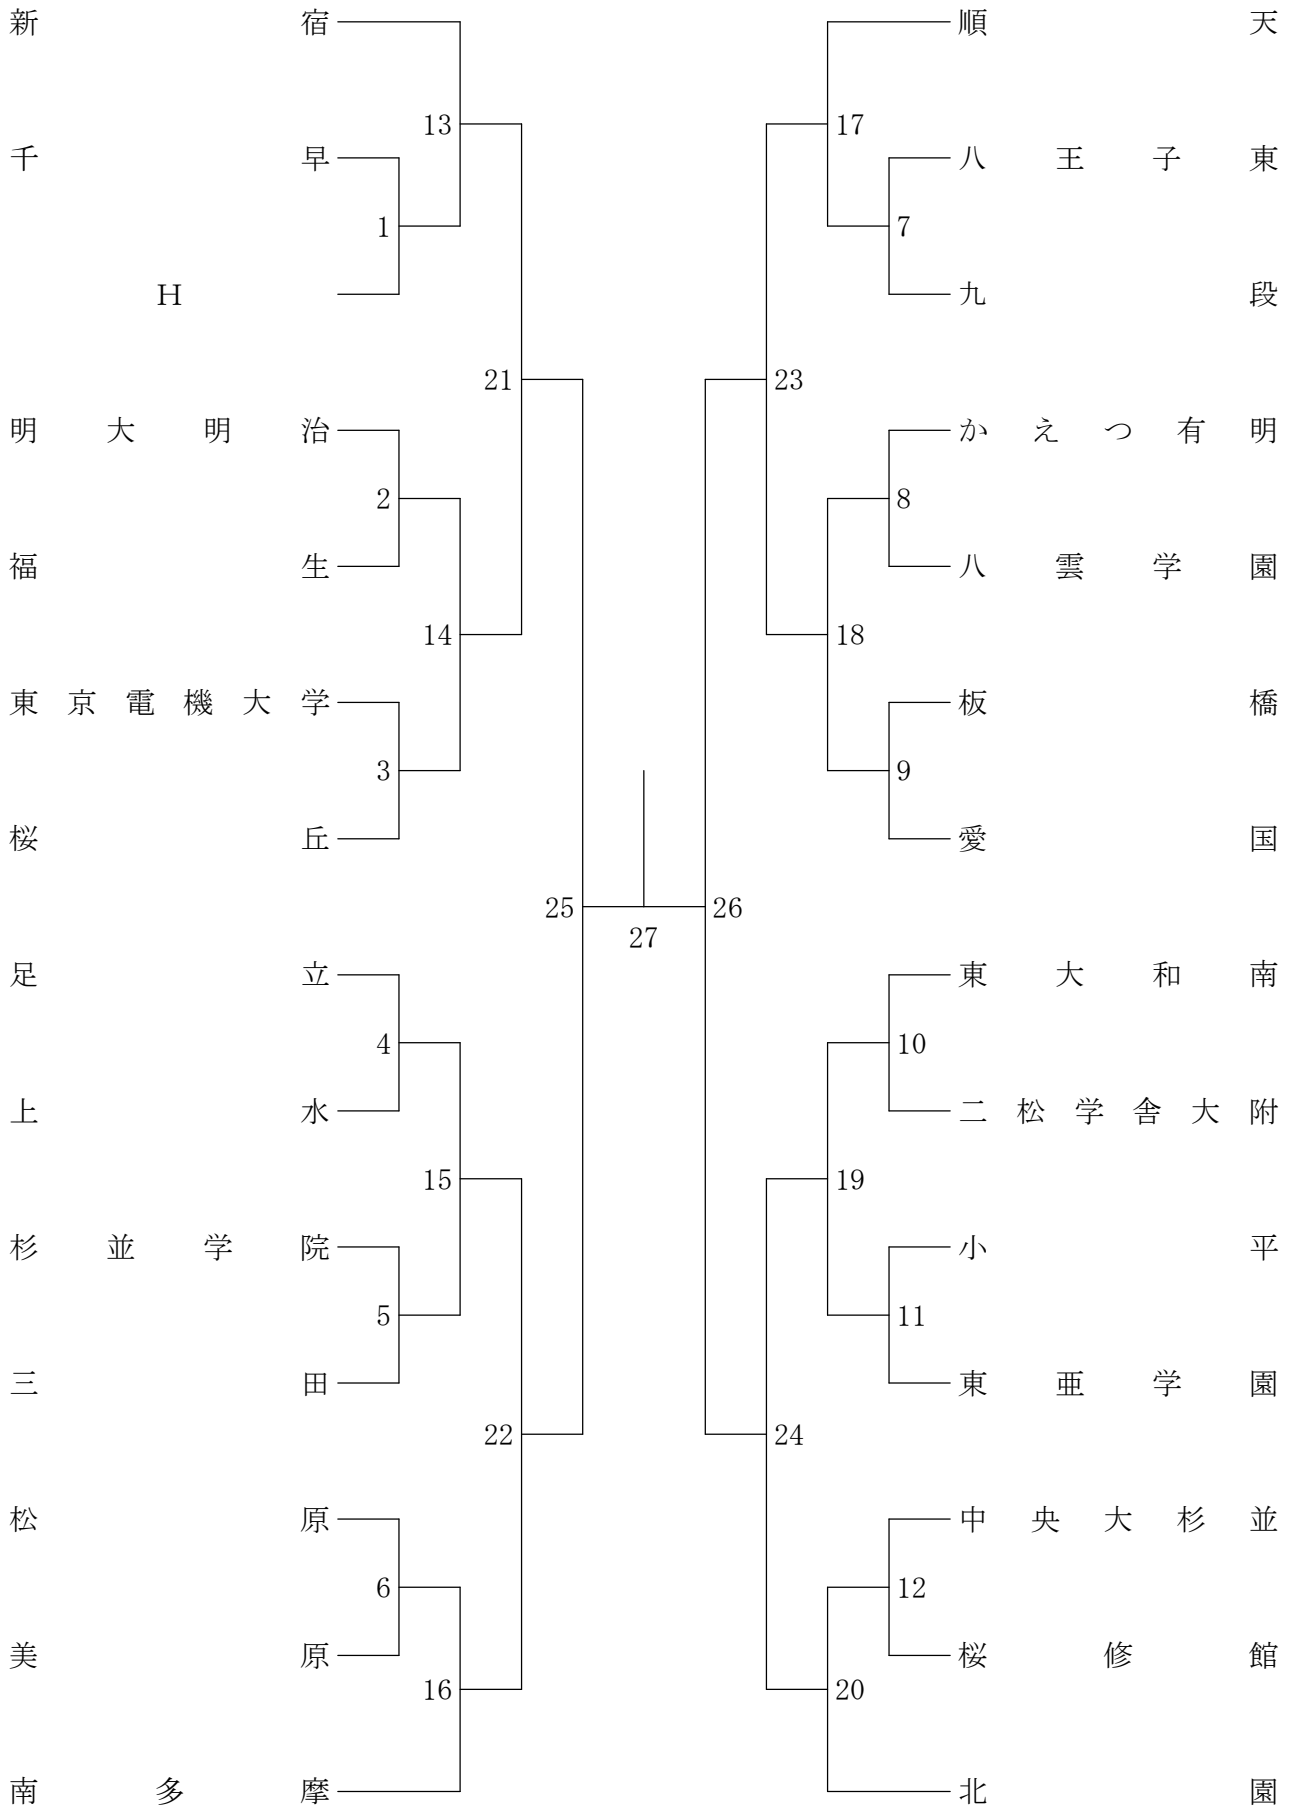 新宿
千早
H
明大明治
福生
東京電機大学
桜丘
足立
上水
杉並学院
三田
松原
美原
南多摩
13
1
21
2
14
3
25
4
15
5
22
6
16
27
順天
八王子東
九段
かえつ有明
八雲学園
板橋
愛国
東大和南
二松学舎大附
小平
東亜学園
中央大杉並
桜修館
北園
17
7
23
8
18
9
26
10
19
11
24
12
20